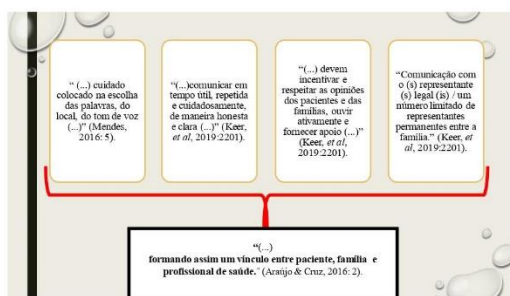 “ (...) cuidado
colocado na escolha
das palavras, do
local, do tom de voz
(...)” (Mendes,
2016: 5).
“(...)comunicar em
tempo útil, repetida
e cuidadosamente,
de maneira honesta
e clara (...)” (Keer,
et al, 2019:2201).
“(...) devem
incentivar e
respeitar as opiniões
dos pacientes e das
famílias, ouvir
ativamente e
fornecer apoio (...)”
(Keer, et al,
2019:2201).
“Comunicação com
o (s) representante
(s) legal (is) / um
número limitado de
representantes
permanentes entre a
família.” (Keer, et
al, 2019:2201).
“(...)
formando assim um vínculo entre paciente, família e
profissional de saúde.” (Araújo & Cruz, 2016: 2).